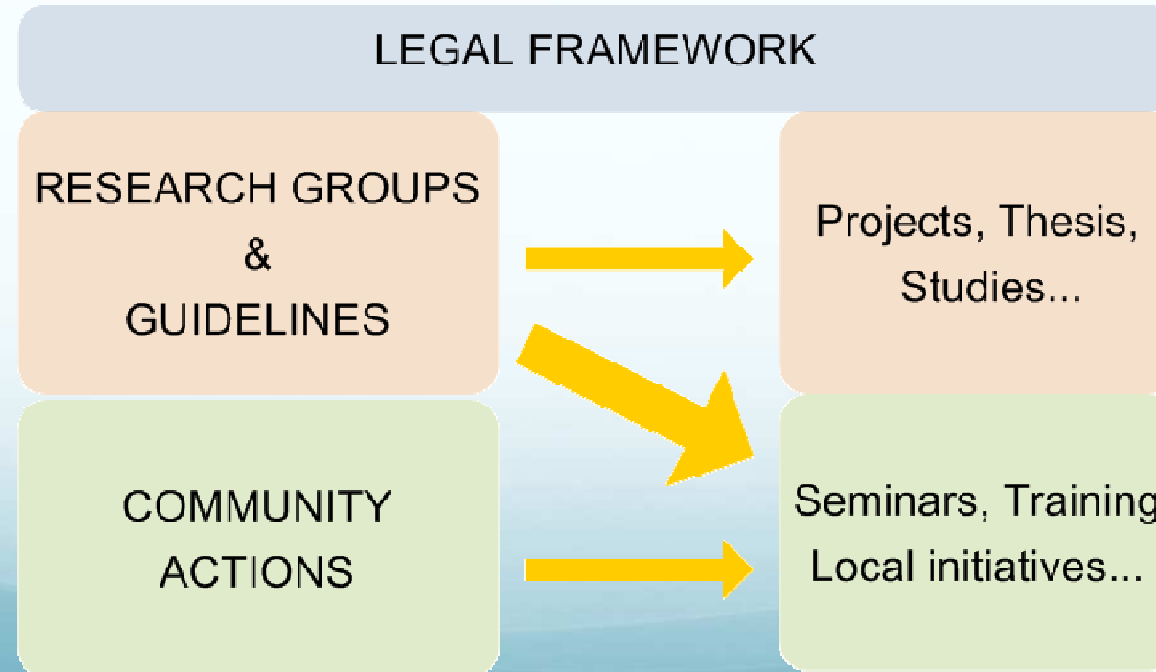 LEGAL FRAMEWORK
RESEARCH GROUPS
&
GUIDELINES
Projects, Thesis,
Studies...
COMMUNITY
ACTIONS
Seminars, Training
Local initiatives...